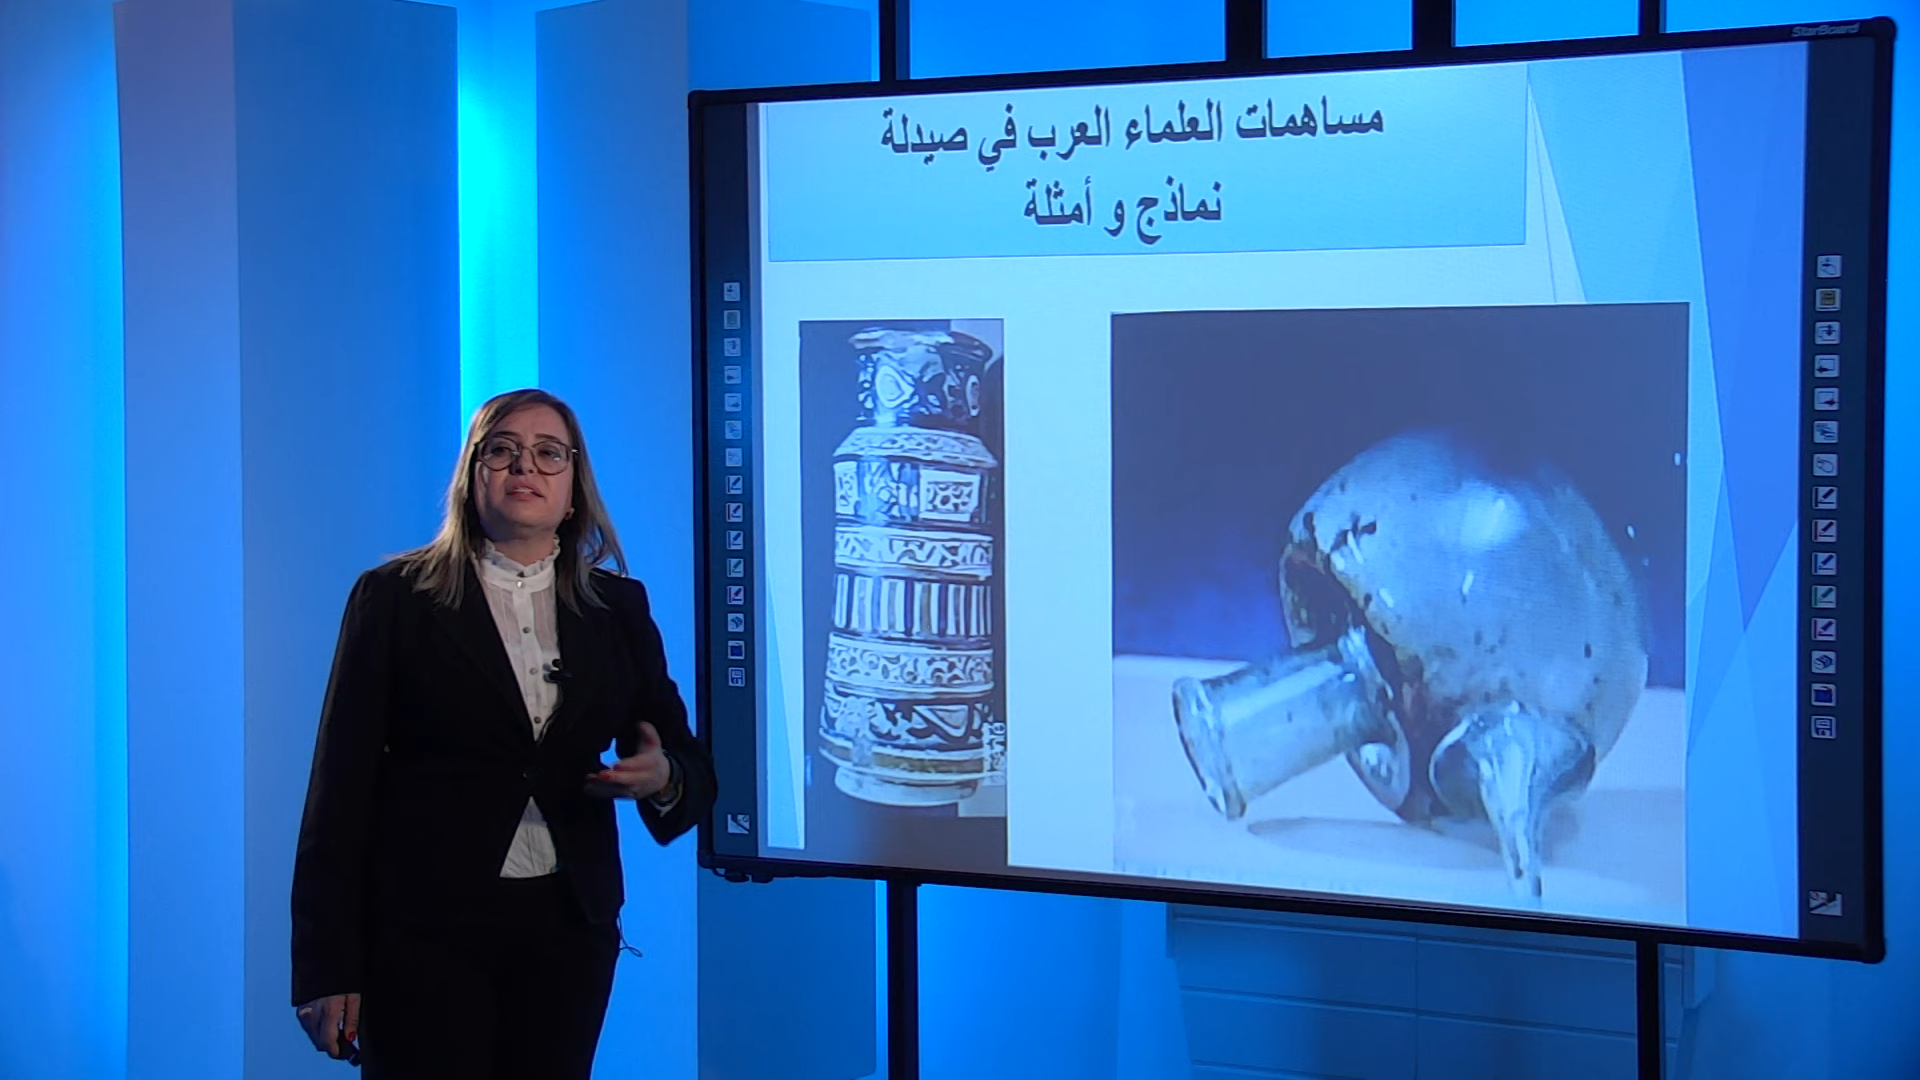 StarBoard
مساهمات العلماء العرب في صيدلة
نماذج و أمثلة